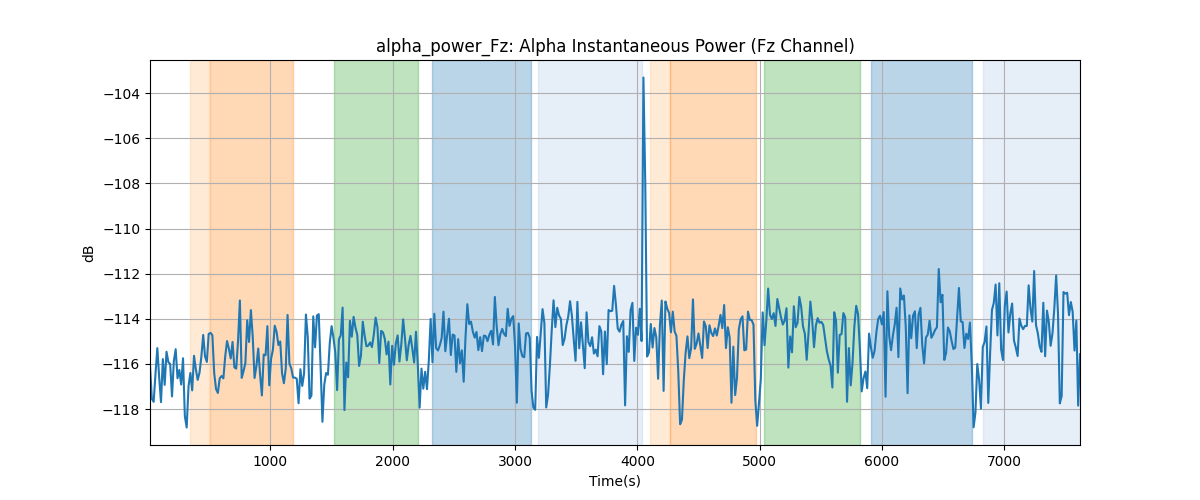 alpha_power_Fz: Alpha Instantaneous Power (Fz Channel)
dB
−104
−106
−108
−110
−112
−114
−116
−118
1000 2000 3000 4000 5000 6000 7000
Time(s)